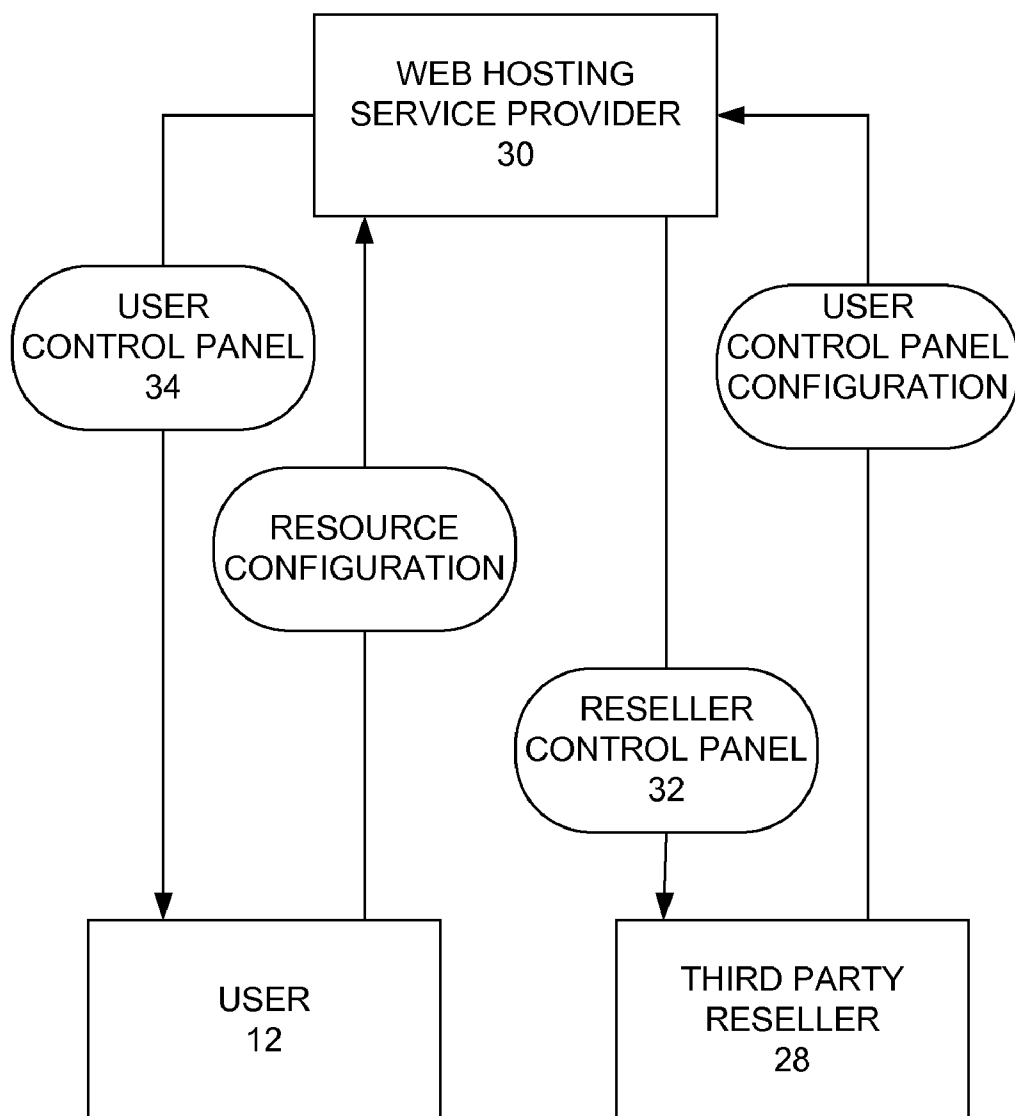 WEB HOSTING
SERVICE PROVIDER
30
USER
CONTROL PANEL
34
USER
CONTROL PANEL
CONFIGURATION
RESOURCE
CONFIGURATION
RESELLER
CONTROL PANEL
32
USER
12
THIRD PARTY
RESELLER
28